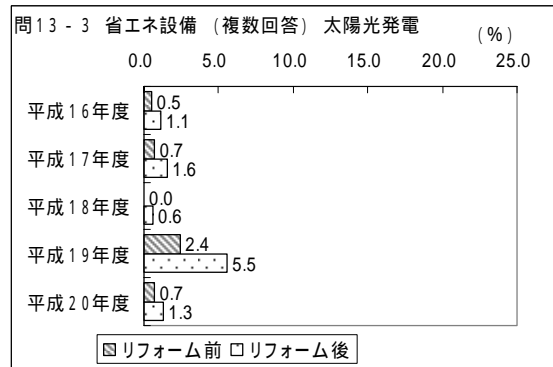 問13-3 省エネ設備 (複数回答) 太陽光発電
(%)
0.0 5.0 10.0 15.0 20.0 25.0
平成16年度 0.5
1.1
平成17年度 0.7
1.6
平成18年度 0.0
0.6
平成19年度 2.4
5.5
平成20年度 0.7
1.3
リフォーム前 リフォーム後